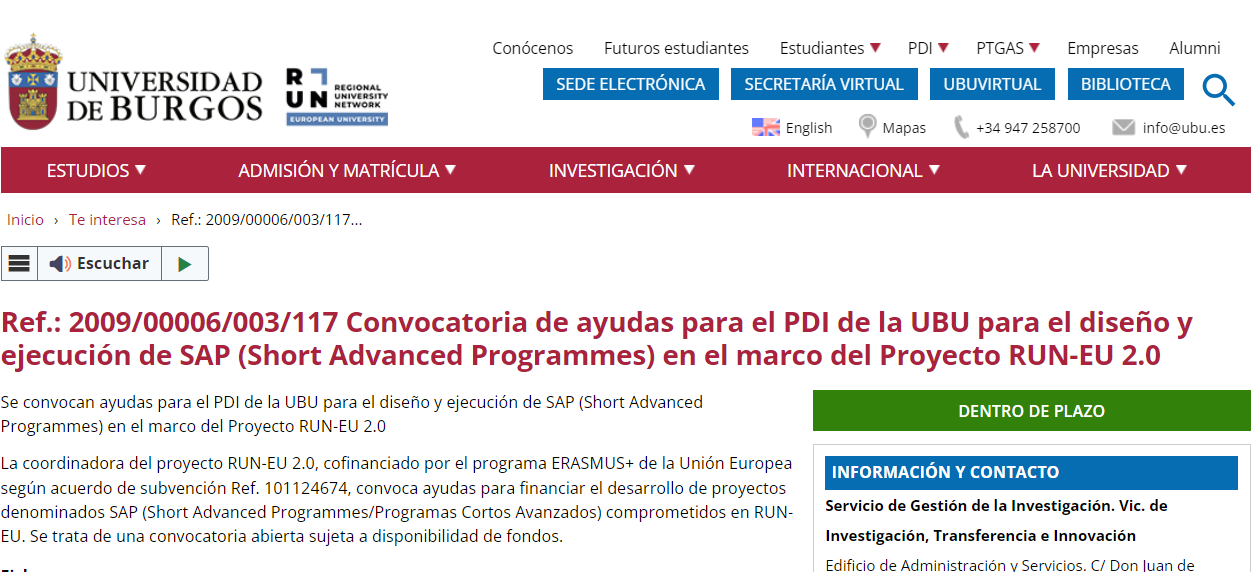 Conócenos Futuros estudiantes Estudiantes PDI PTGAS Empresas Alumni
UNIVERSIDAD
DE BURGOS
R
UN
REGIONAL
UNIVERSITY
NETWORK
EUROPEAN UNIVERSITY
SEDE ELECTRÓNICA SECRETARÍA VIRTUAL UBUVIRTUAL BIBLIOTECA
English Mapas +34 947 258700 info@ubu.es
ESTUDIOS ADMISIÓN Y MATRÍCULA INVESTIGACIÓN INTERNACIONAL LA UNIVERSIDAD
Inicio › Te interesa › Ref.: 2009/00006/003/117...
Escuchar
Ref.: 2009/00006/003/117 Convocatoria de ayudas para el PDI de la UBU para el diseño y
ejecución de SAP (Short Advanced Programmes) en el marco del Proyecto RUN-EU 2.0
Se convocan ayudas para el PDI de la UBU para el diseño y ejecución de SAP (Short Advanced
Programmes) en el marco del Proyecto RUN-EU 2.0
La coordinadora del proyecto RUN-EU 2.0, cofinanciado por el programa ERASMUS+ de la Unión Europea
según acuerdo de subvención Ref. 101124674, convoca ayudas para financiar el desarrollo de proyectos
denominados SAP (Short Advanced Programmes/Programas Cortos Avanzados) comprometidos en RUN-
EU. Se trata de una convocatoria abierta sujeta a disponibilidad de fondos.
DENTRO DE PLAZO
INFORMACIÓN Y CONTACTO
Servicio de Gestión de la Investigación. Vic. de
Investigación, Transferencia e Innovación
Edificio de Administración y Servicios. C/ Don Juan de